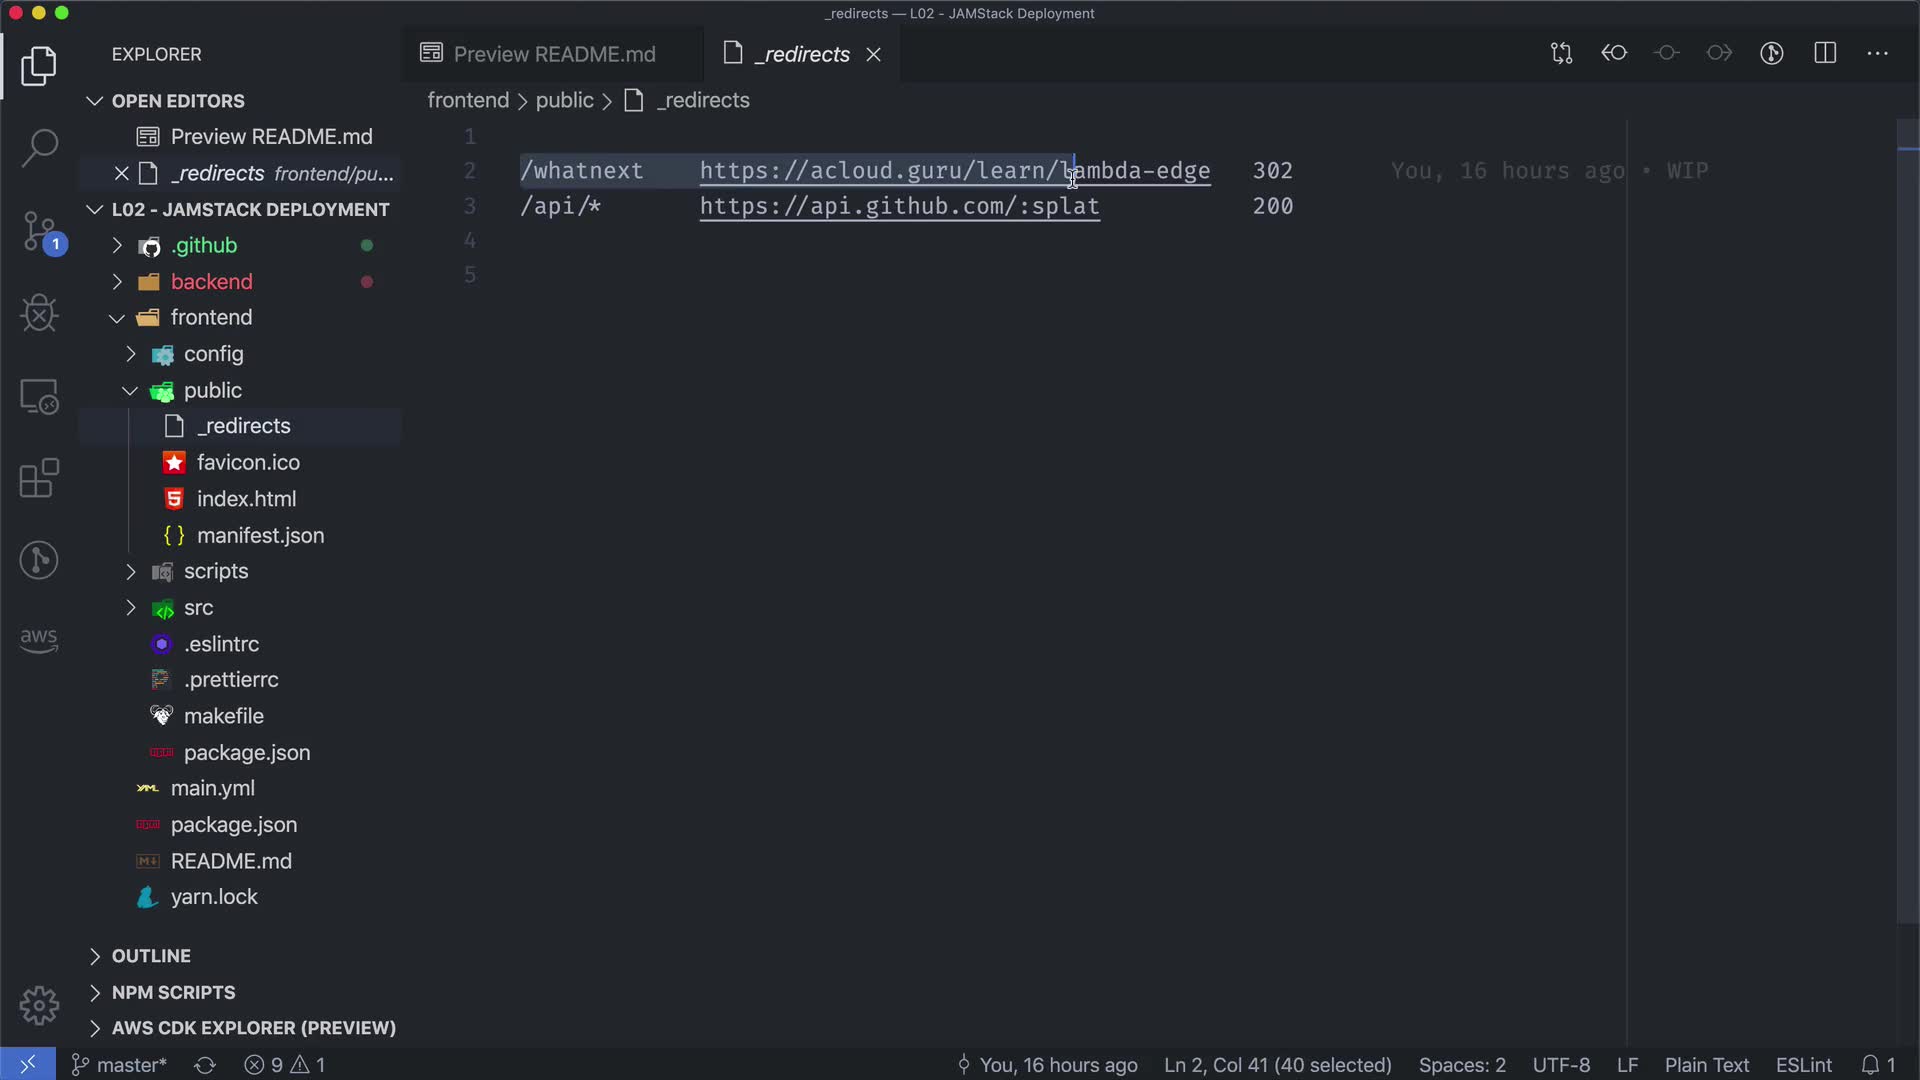 _redirects — L02 - JAMStack Deployment
EXPLORER
Preview README.md
_redirects
OPEN EDITORS
Preview README.md
_redirects frontend/pu...
L02 - JAMSTACK DEPLOYMENT
.github
backend
frontend
config
public
_redirects
favicon.ico
index.html
manifest.json
scripts
src
.eslintrc
.prettierrc
makefile
package.json
main.yml
package.json
README.md
yarn.lock
OUTLINE
NPM SCRIPTS
AWS CDK EXPLORER (PREVIEW)
1
aws
frontend > public > _redirects
1
2 /whatnext https://acloud.guru/learn/lambda-edge 302 You, 16 hours ago • WIP
3 /api/* https://api.github.com/:splat 200
4
5
master* 9 1 You, 16 hours ago Ln 2, Col 41 (40 selected) Spaces: 2 UTF-8 LF Plain Text ESLint 1